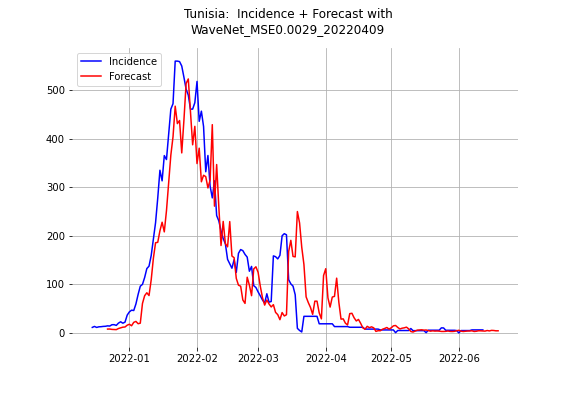 Tunisia:  Incidence + Forecast with
WaveNet_MSE0.0029_20220409
Incidence
Forecast
500
400
300
200
100
0
2022-01 2022-02 2022-03 2022-04 2022-05 2022-06